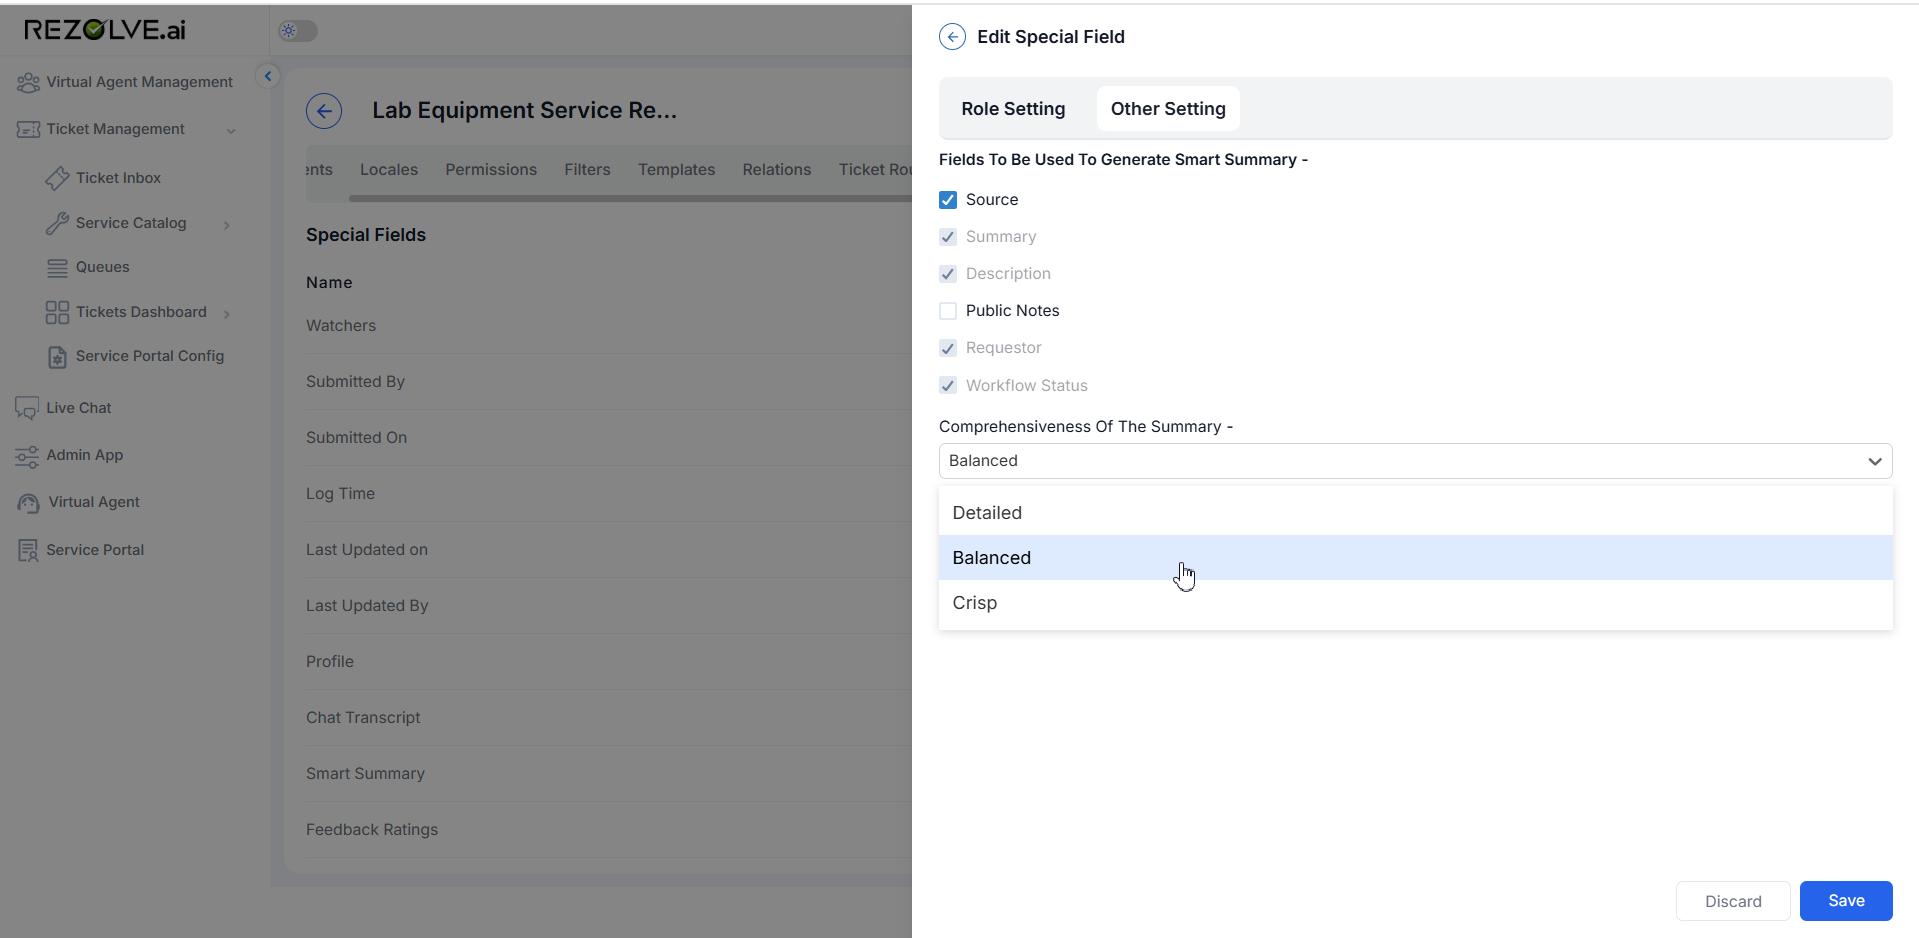 REZOLVE.ai
Virtual Agent Management
Ticket Management
Ticket Inbox
Service Catalog
Queues
Tickets Dashboard
Service Portal Config
Live Chat
Admin App
Virtual Agent
Service Portal
Lab Equipment Service Re...
ents Locales Permissions Filters Templates Relations Ticket Rou
Special Fields
Name
Watchers
Submitted By
Submitted On
Log Time
Last Updated on
Last Updated By
Profile
Chat Transcript
Smart Summary
Feedback Ratings
Edit Special Field
Role Setting Other Setting
Fields To Be Used To Generate Smart Summary -
Source
Summary
Description
Public Notes
Requestor
Workflow Status
Comprehensiveness Of The Summary -
Balanced
Detailed
Balanced
Crisp
Discard Save